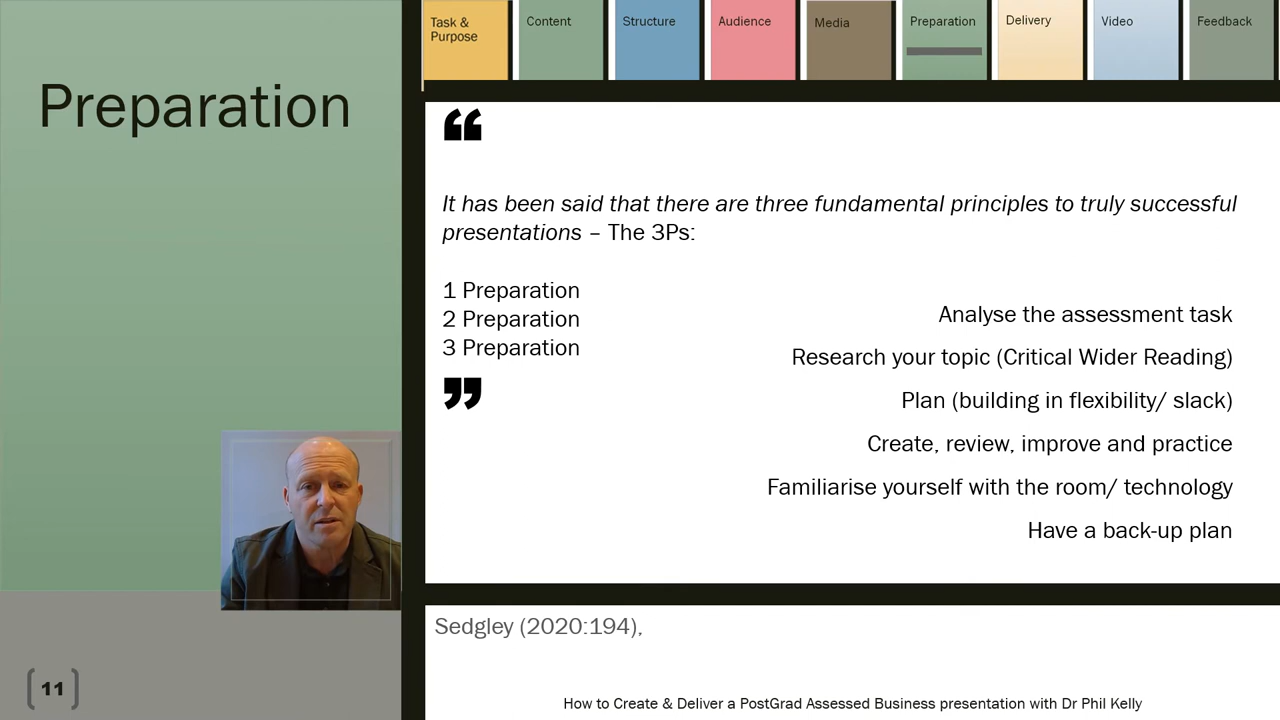 Task &
Purpose
Content
Structure
Audience
Media
Preparation
Delivery
Video
Feedback
Preparation
“
It has been said that there are three fundamental principles to truly successful
presentations – The 3Ps:
1 Preparation
2 Preparation
3 Preparation
”
Analyse the assessment task
Research your topic (Critical Wider Reading)
Plan (building in flexibility/ slack)
Create, review, improve and practice
Familiarise yourself with the room/ technology
Have a back-up plan
Sedgley (2020:194),
How to Create & Deliver a PostGrad Assessed Business presentation with Dr Phil Kelly
[11]